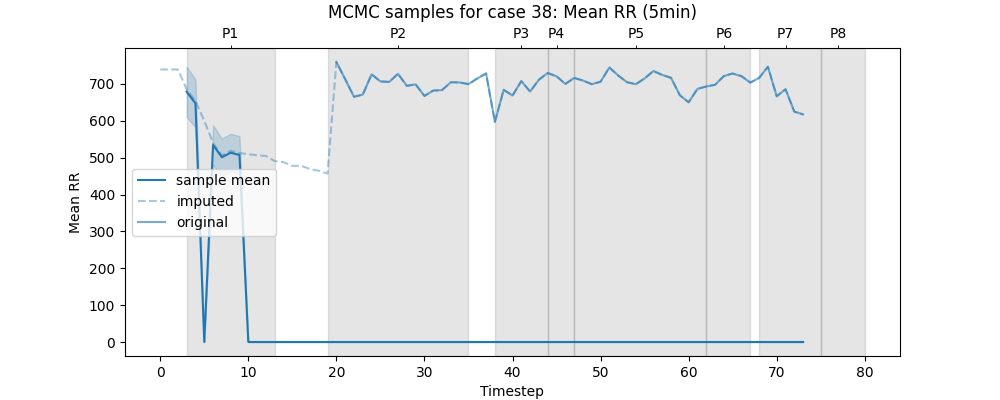 MCMC samples for case 38: Mean RR (5min)
P1 P2 P3 P4 P5 P6 P7 P8
700
600
500
400
300
200
100
0
Mean RR
sample mean
imputed
original
0 10 20 30 40 50 60 70 80
Timestep